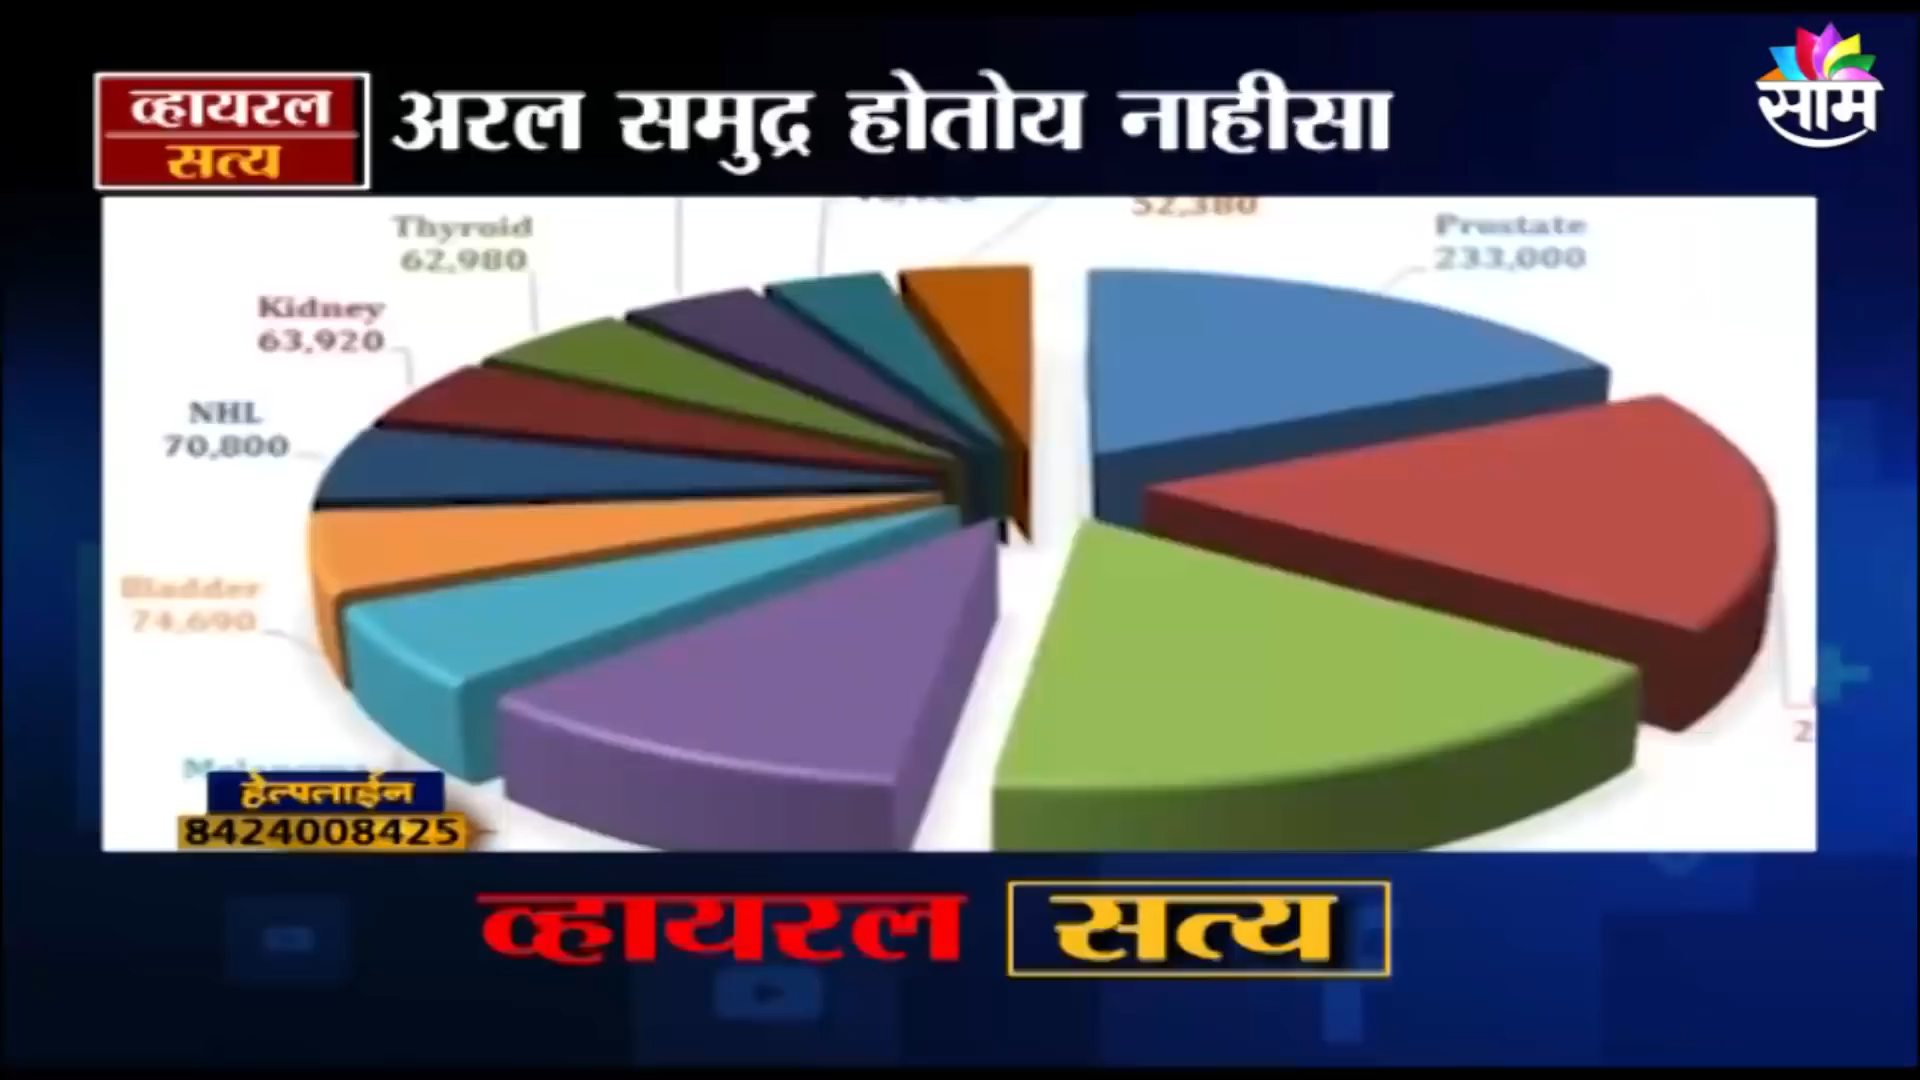 व्हायरल
सत्य
अरल समुद्र होतोय नाहीसा
साम
52,380
Prostate
233,000
Thyroid
62,980
Kidney
63,920
NHL
70,800
Bladder
74,690
हेल्पलाईन
8424008425
व्हायरल सत्य